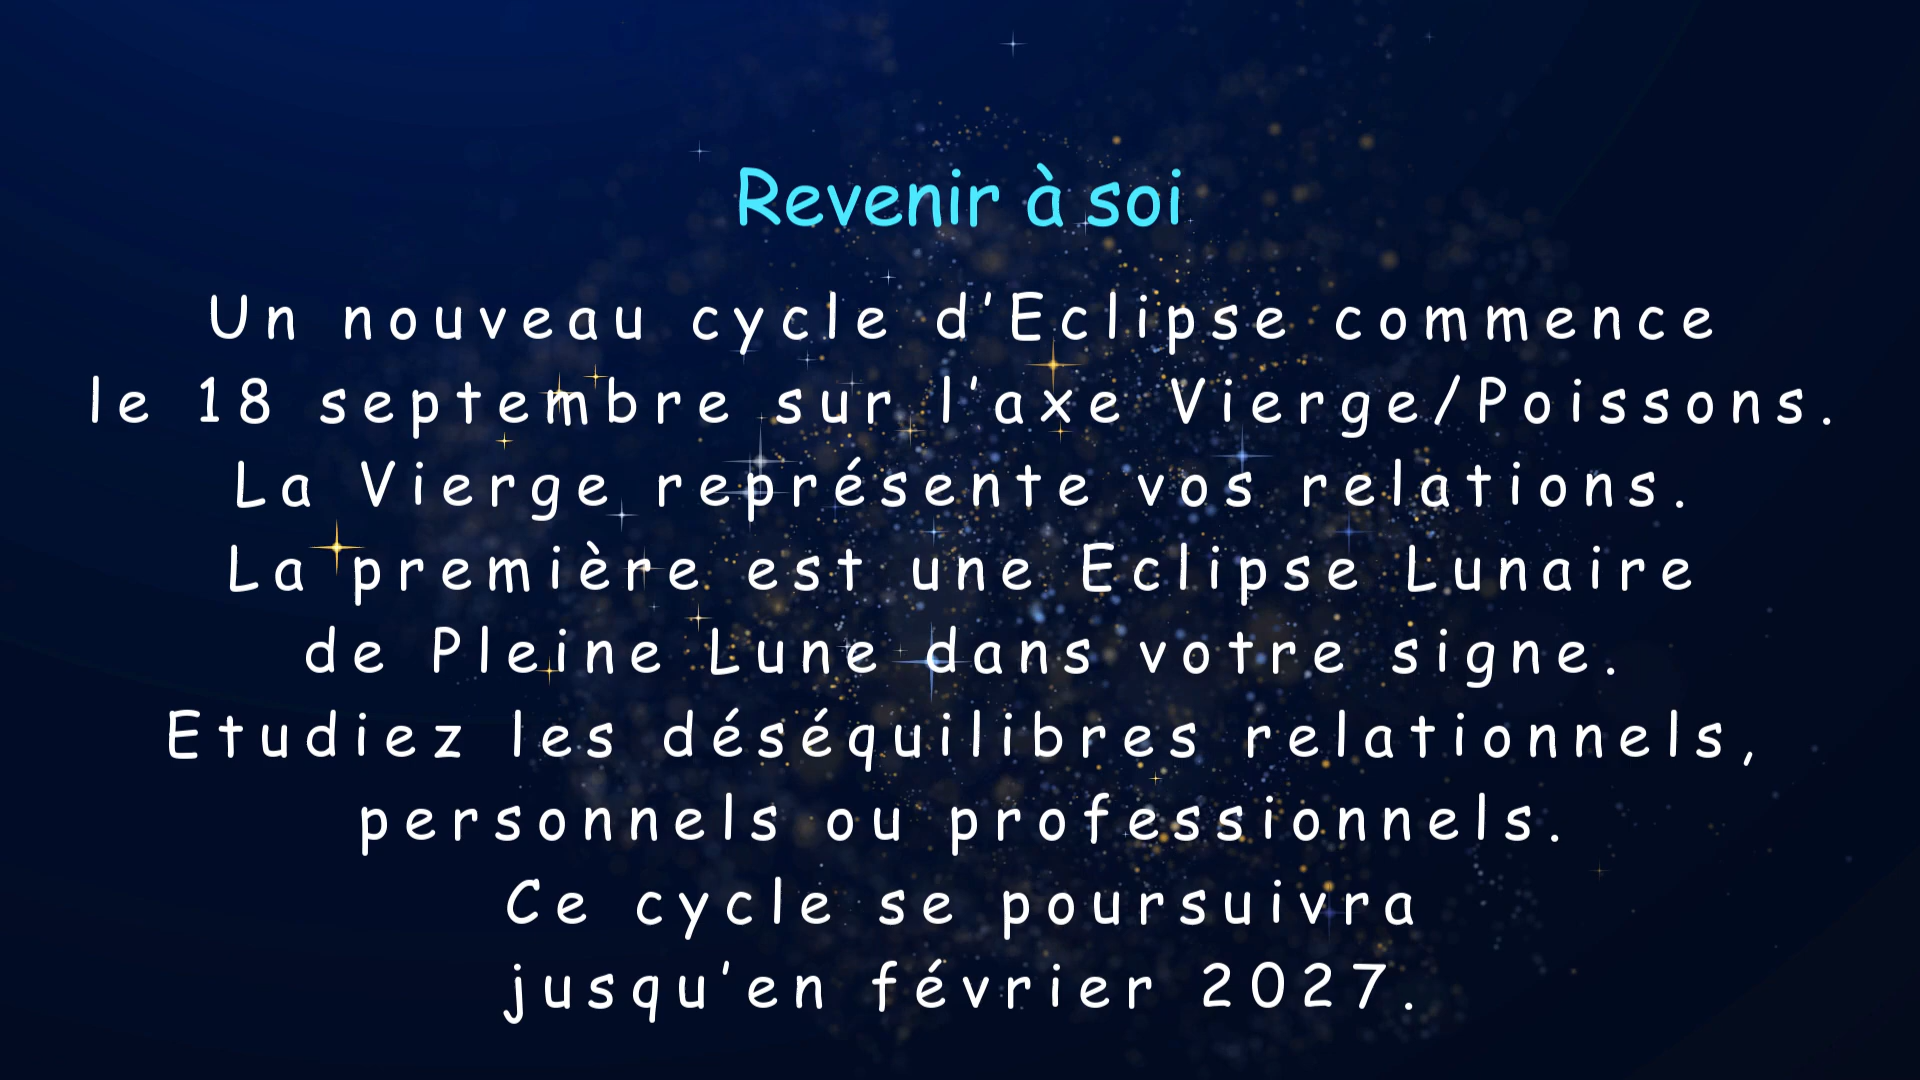 Revenir à soi
Un nouveau cycle d'Eclipse commence
le 18 septembre sur l'axe Vierge/Poissons.
La Vierge représente vos relations.
La première est une Eclipse Lunaire
de Pleine Lune dans votre signe.
Etudiez les déséquilibres relationnels,
personnels ou professionnels.
Ce cycle se poursuivra
jusqu'en février 2027.